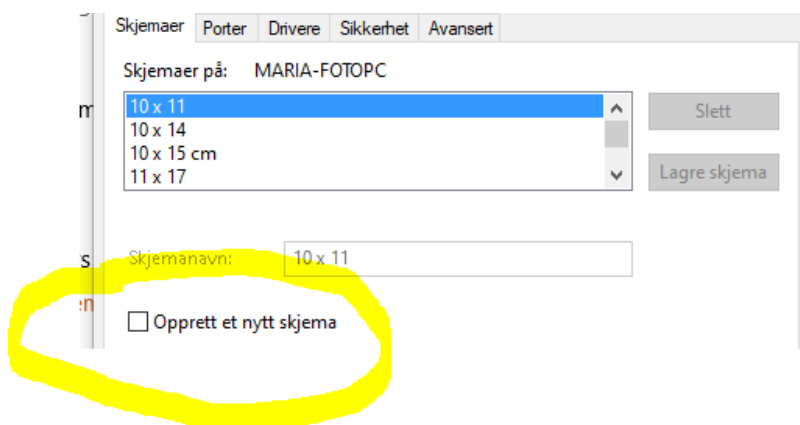 Skjemaer Porter Drivere Sikkerhet Avansert
Skjemaer på: MARIA-FOTOPC
10 x 11
10 x 14
10 x 15 cm
11 x 17
Slett
Lagre skjema
Skjemanavn: 10 x 11
Opprett et nytt skjema